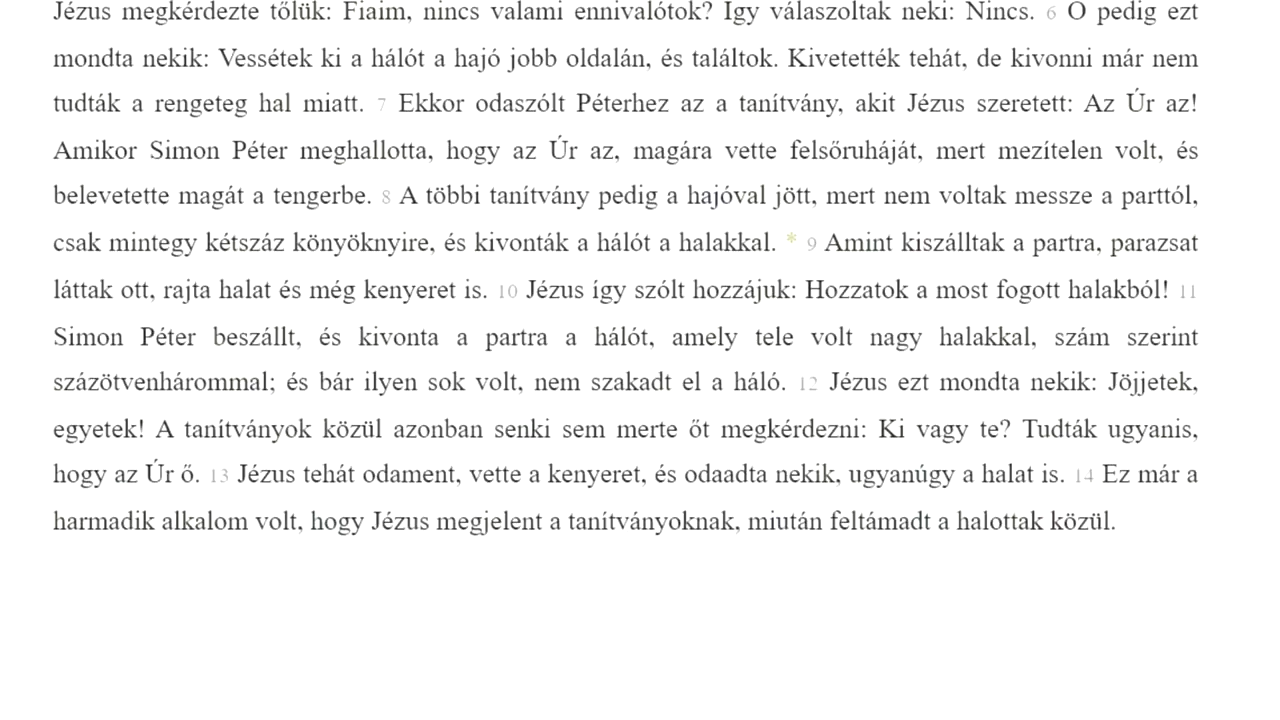 Jézus megkérdezte tőlük: Fiaim, nincs valami ennivalótok? Így válaszoltak neki: Nincs. 6 Ő pedig ezt
mondta nekik: Vessétek ki a hálót a hajó jobb oldalán, és találtok. Kivetették tehát, de kivonni már nem
tudták a rengeteg hal miatt. 7 Ekkor odaszólt Péterhez az a tanítvány, akit Jézus szeretett: Az Úr az!
Amikor Simon Péter meghallotta, hogy az Úr az, magára vette felsőruháját, mert mezítelen volt, és
belevetette magát a tengerbe. 8 A többi tanítvány pedig a hajóval jött, mert nem voltak messze a parttól,
csak mintegy kétszáz könyöknyire, és kivonták a hálót a halakkal. * 9 Amint kiszálltak a partra, parazsat
láttak ott, rajta halat és még kenyeret is. 10 Jézus így szólt hozzájuk: Hozzatok a most fogott halakból! 11
Simon Péter beszállt, és kivonta a partra a hálót, amely tele volt nagy halakkal, szám szerint
százötvenhárommal; és bár ilyen sok volt, nem szakadt el a háló. 12 Jézus ezt mondta nekik: Jöjjetek,
egyetek! A tanítványok közül azonban senki sem merte őt megkérdezni: Ki vagy te? Tudták ugyanis,
hogy az Úr ő. 13 Jézus tehát odament, vette a kenyeret, és odaadta nekik, ugyanúgy a halat is. 14 Ez már a
harmadik alkalom volt, hogy Jézus megjelent a tanítványoknak, miután feltámadt a halottak közül.